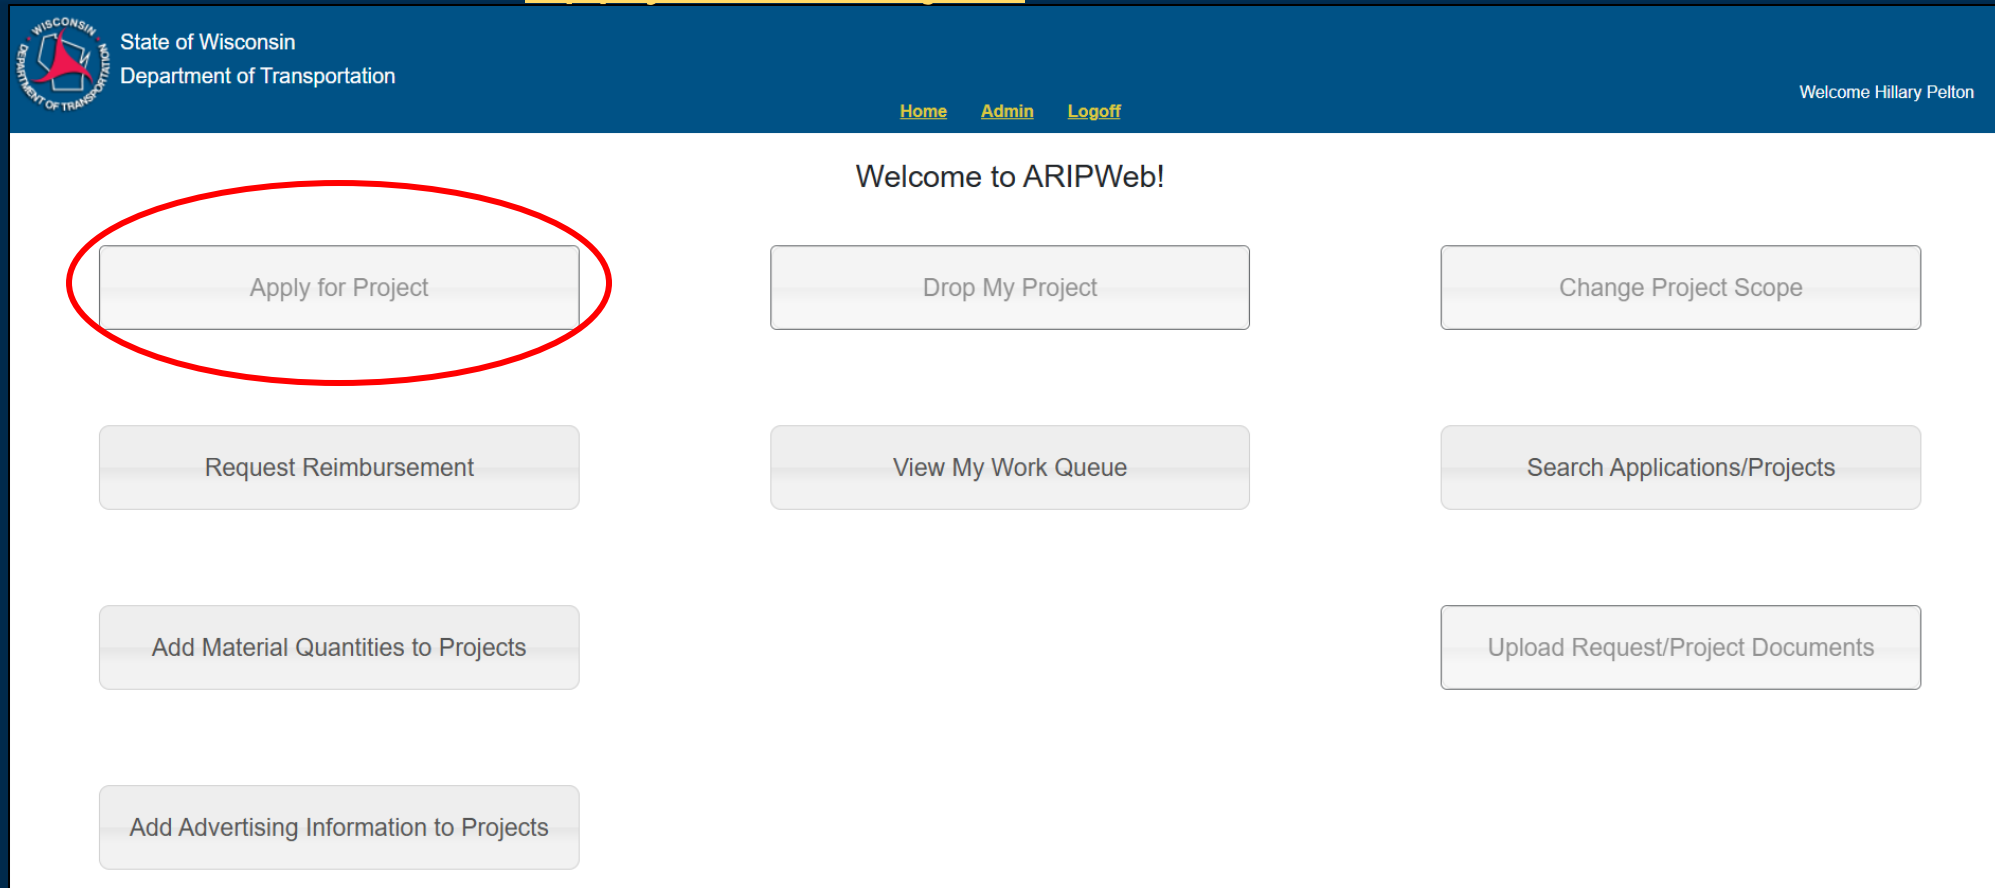 WISCONSIN
DEPARTMENT OF TRANSPORTATION
State of Wisconsin
Department of Transportation
Welcome Hillary Pelton
Home Admin Logoff
Welcome to ARIPWeb!
Apply for Project Drop My Project Change Project Scope
Request Reimbursement View My Work Queue Search Applications/Projects
Add Material Quantities to Projects Upload Request/Project Documents
Add Advertising Information to Projects